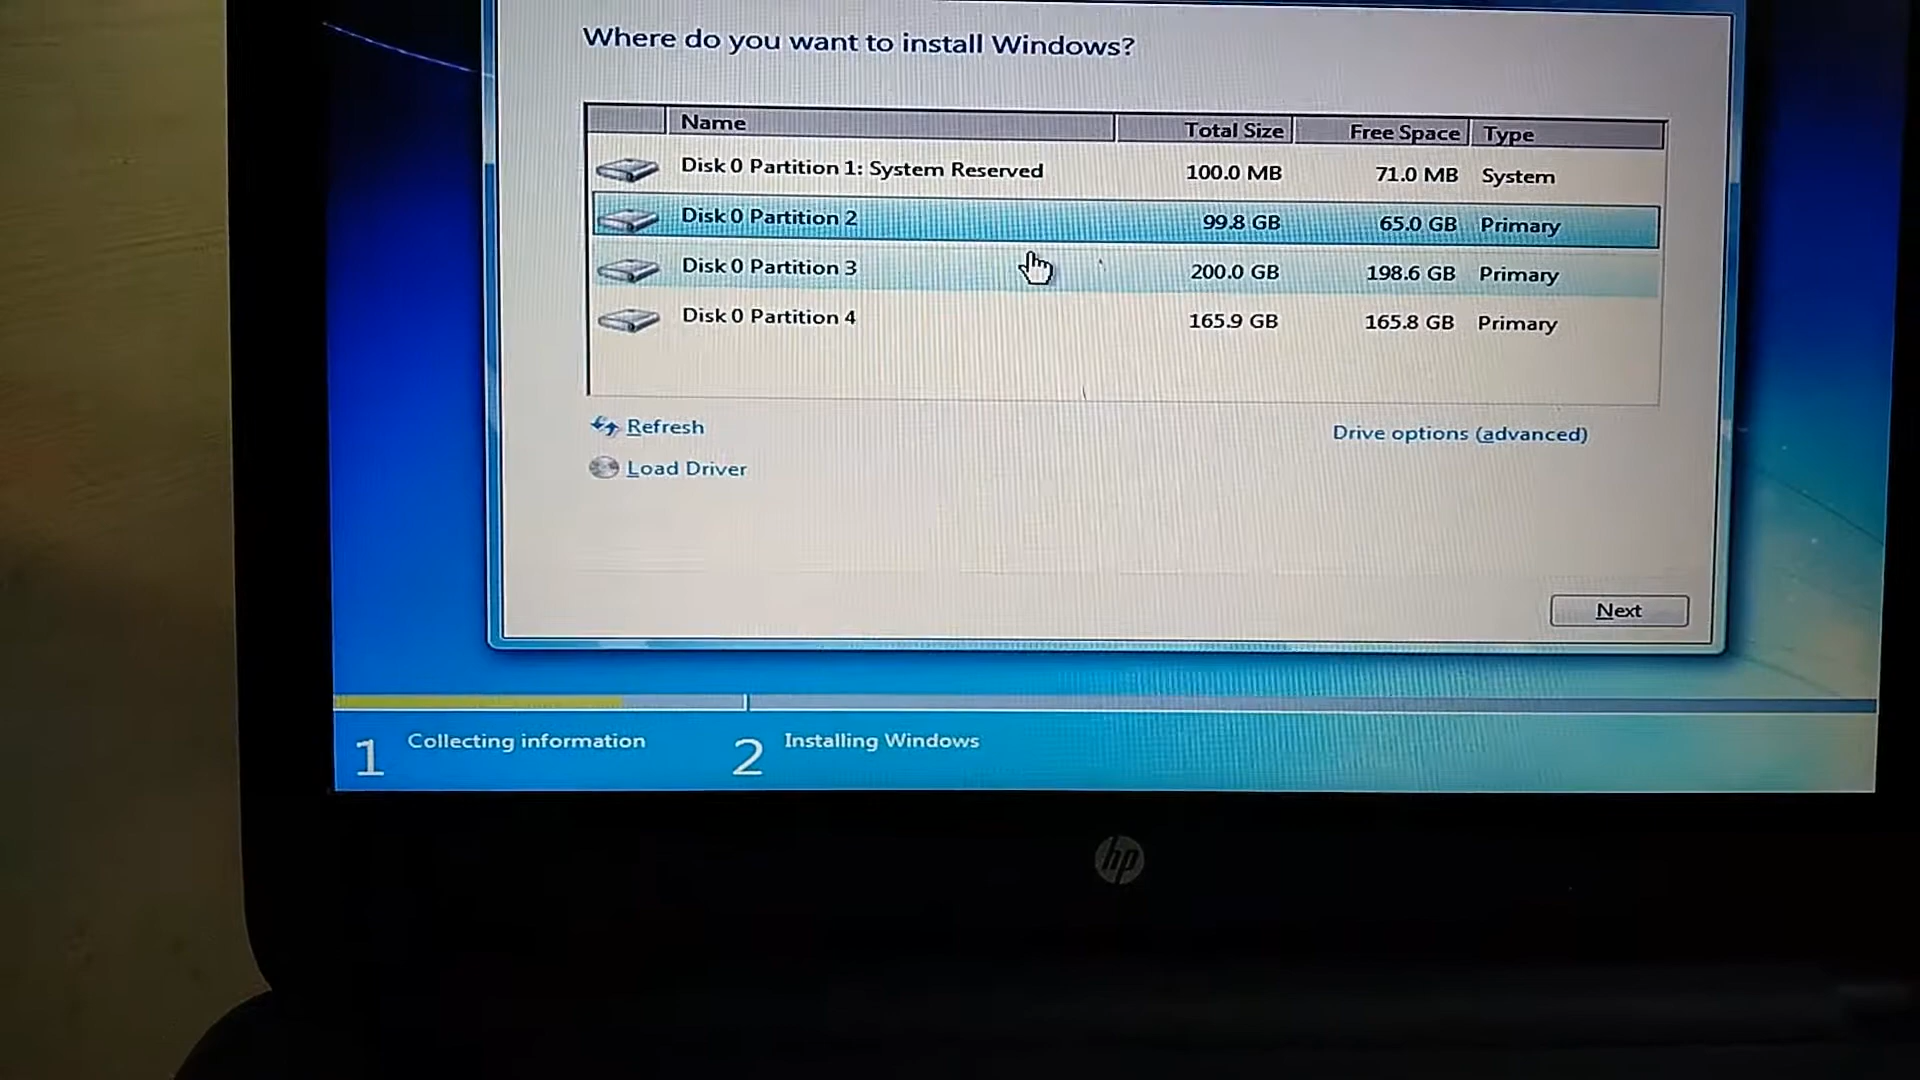 Where do you want to install Windows?
Name Total Size Free Space Type
Disk 0 Partition 1: System Reserved 100.0 MB 71.0 MB System
Disk 0 Partition 2 99.8 GB 65.0 GB Primary
Disk 0 Partition 3 200.0 GB 198.6 GB Primary
Disk 0 Partition 4 165.9 GB 165.8 GB Primary
Refresh Drive options (advanced)
Load Driver
Next
1 Collecting information 2 Installing Windows
hp